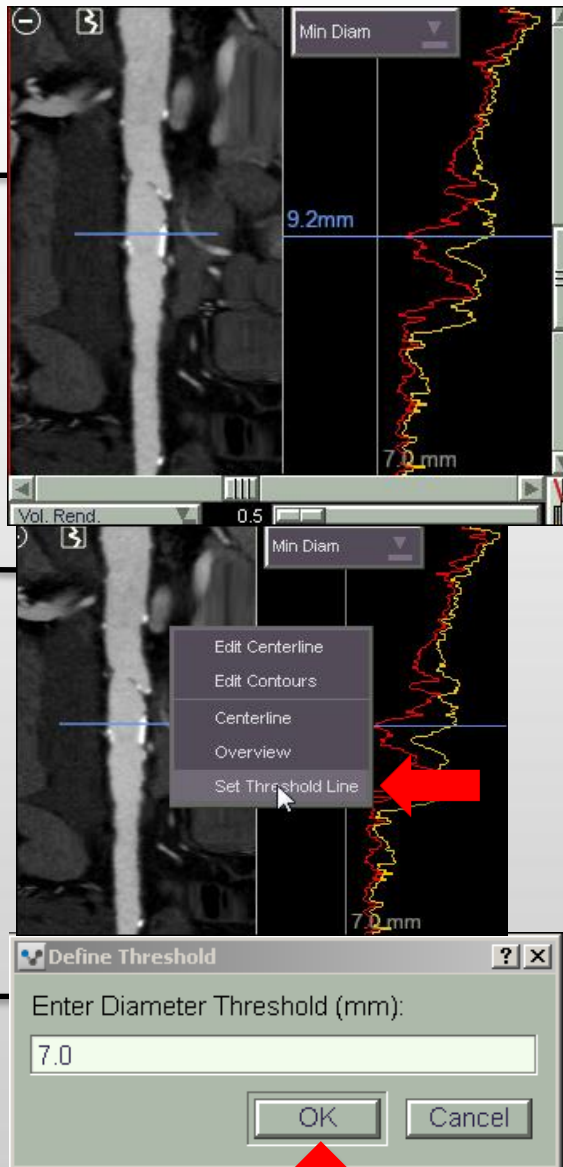 Min Diam
9.2mm
7.0 mm
Vol. Rend.
0.5
Min Diam
Edit Centerline
Edit Contours
Centerline
Overview
Set Threshold Line
7.0 mm
Define Threshold
Enter Diameter Threshold (mm):
7.0
OK
Cancel